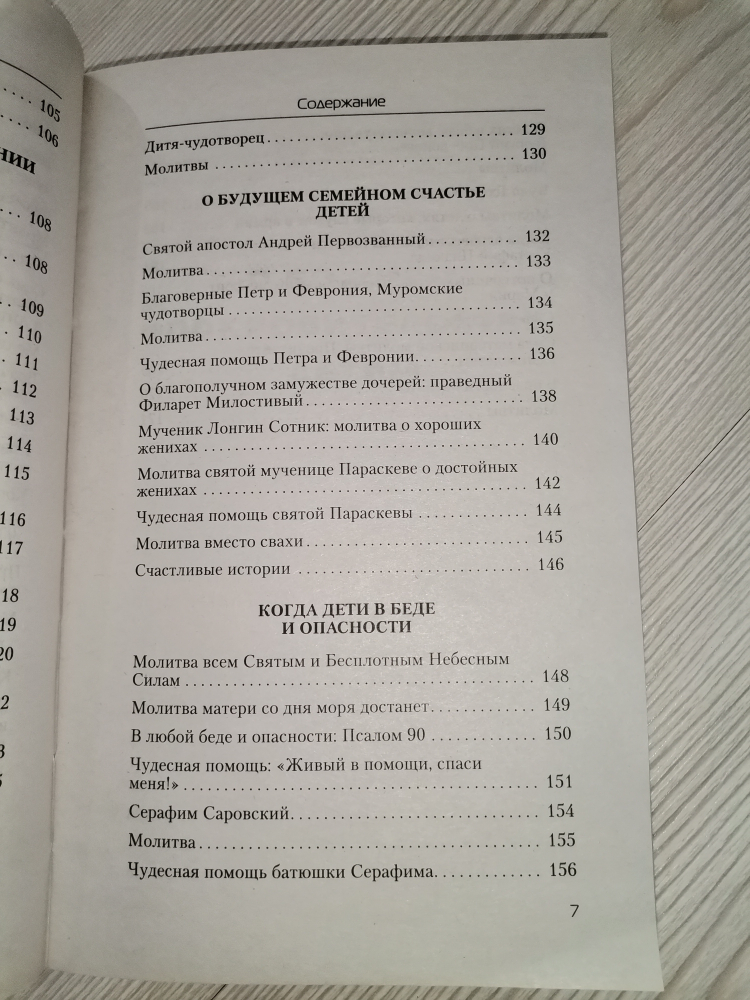 105
106
НИИ
108
108
109
110
111
112
113
114
115
116
117
18
19
20
2
3
Содержание
Дитя-чудотворец . . . . . . . . . . . . . . . . . . . . . . . . . . . . . . 129
Молитвы . . . . . . . . . . . . . . . . . . . . . . . . . . . . . . . . . . . . 130
О БУДУЩЕМ СЕМЕЙНОМ СЧАСТЬЕ
ДЕТЕЙ
Святой апостол Андрей Первозванный . . . . . . . . . . . 132
Молитва . . . . . . . . . . . . . . . . . . . . . . . . . . . . . . . . . . . . 133
Благоверные Петр и Феврония, Муромские
чудотворцы . . . . . . . . . . . . . . . . . . . . . . . . . . . . . . . . . 134
Молитва . . . . . . . . . . . . . . . . . . . . . . . . . . . . . . . . . . . . 135
Чудесная помощь Петра и Февронии. . . . . . . . . . . . . 136
О благополучном замужестве дочерей: праведный
Филарет Милостивый . . . . . . . . . . . . . . . . . . . . . . . . 138
Мученик Лонгин Сотник: молитва о хороших
женихах . . . . . . . . . . . . . . . . . . . . . . . . . . . . . . . . . . . . 140
Молитва святой мученице Параскеве о достойных
женихах . . . . . . . . . . . . . . . . . . . . . . . . . . . . . . . . . . . . 142
Чудесная помощь святой Параскевы . . . . . . . . . . . . . 144
Молитва вместо свахи . . . . . . . . . . . . . . . . . . . . . . . . 145
Счастливые истории . . . . . . . . . . . . . . . . . . . . . . . . . 146
КОГДА ДЕТИ В БЕДЕ
И ОПАСНОСТИ
Молитва всем Святым и Бесплотным Небесным
Силам . . . . . . . . . . . . . . . . . . . . . . . . . . . . . . . . . . . . . . 148
Молитва матери со дня моря достанет . . . . . . . . . . . . 149
В любой беде и опасности: Псалом 90 . . . . . . . . . . . . 150
Чудесная помощь: «Живый в помощи, спаси
меня!» . . . . . . . . . . . . . . . . . . . . . . . . . . . . . . . . . . . . . . 151
Серафим Саровский. . . . . . . . . . . . . . . . . . . . . . . . . . . 154
Молитва . . . . . . . . . . . . . . . . . . . . . . . . . . . . . . . . . . . . 155
Чудесная помощь батюшки Серафима. . . . . . . . . . . . 156
7